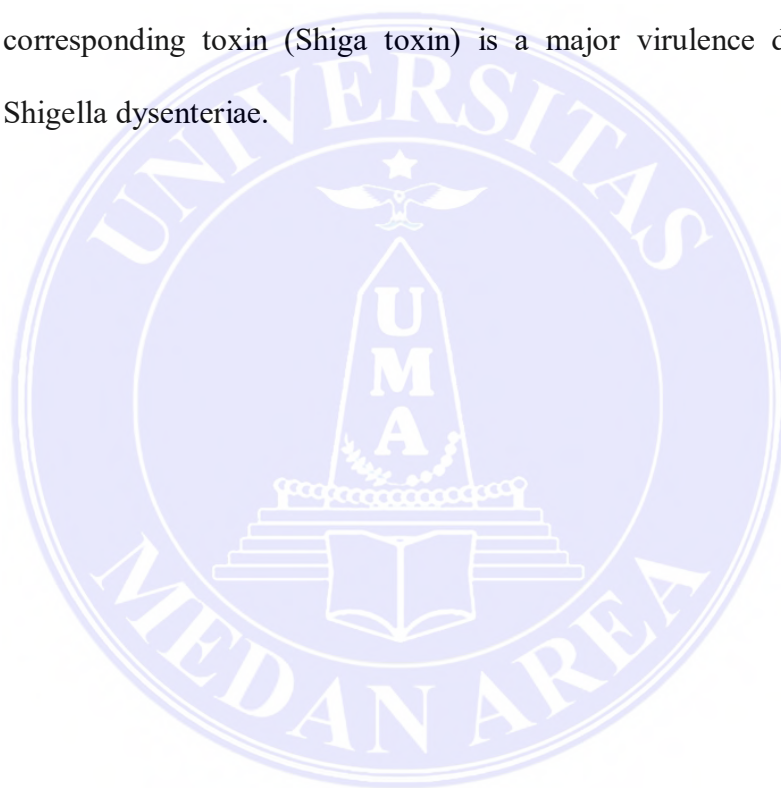 corresponding toxin (Shiga toxin) is a major virulence
Shigella dysenteriae.
UNIVERSITAS
U
M
A
MEDAN AREA